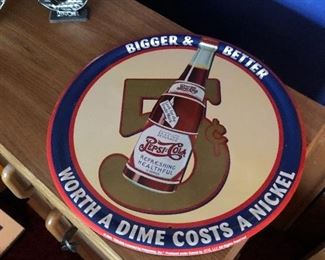 BIGGER & BETTER
5¢
PEPSI-COLA
REFRESHING
HEALTHFUL
WORTH A DIME COSTS A NICKEL